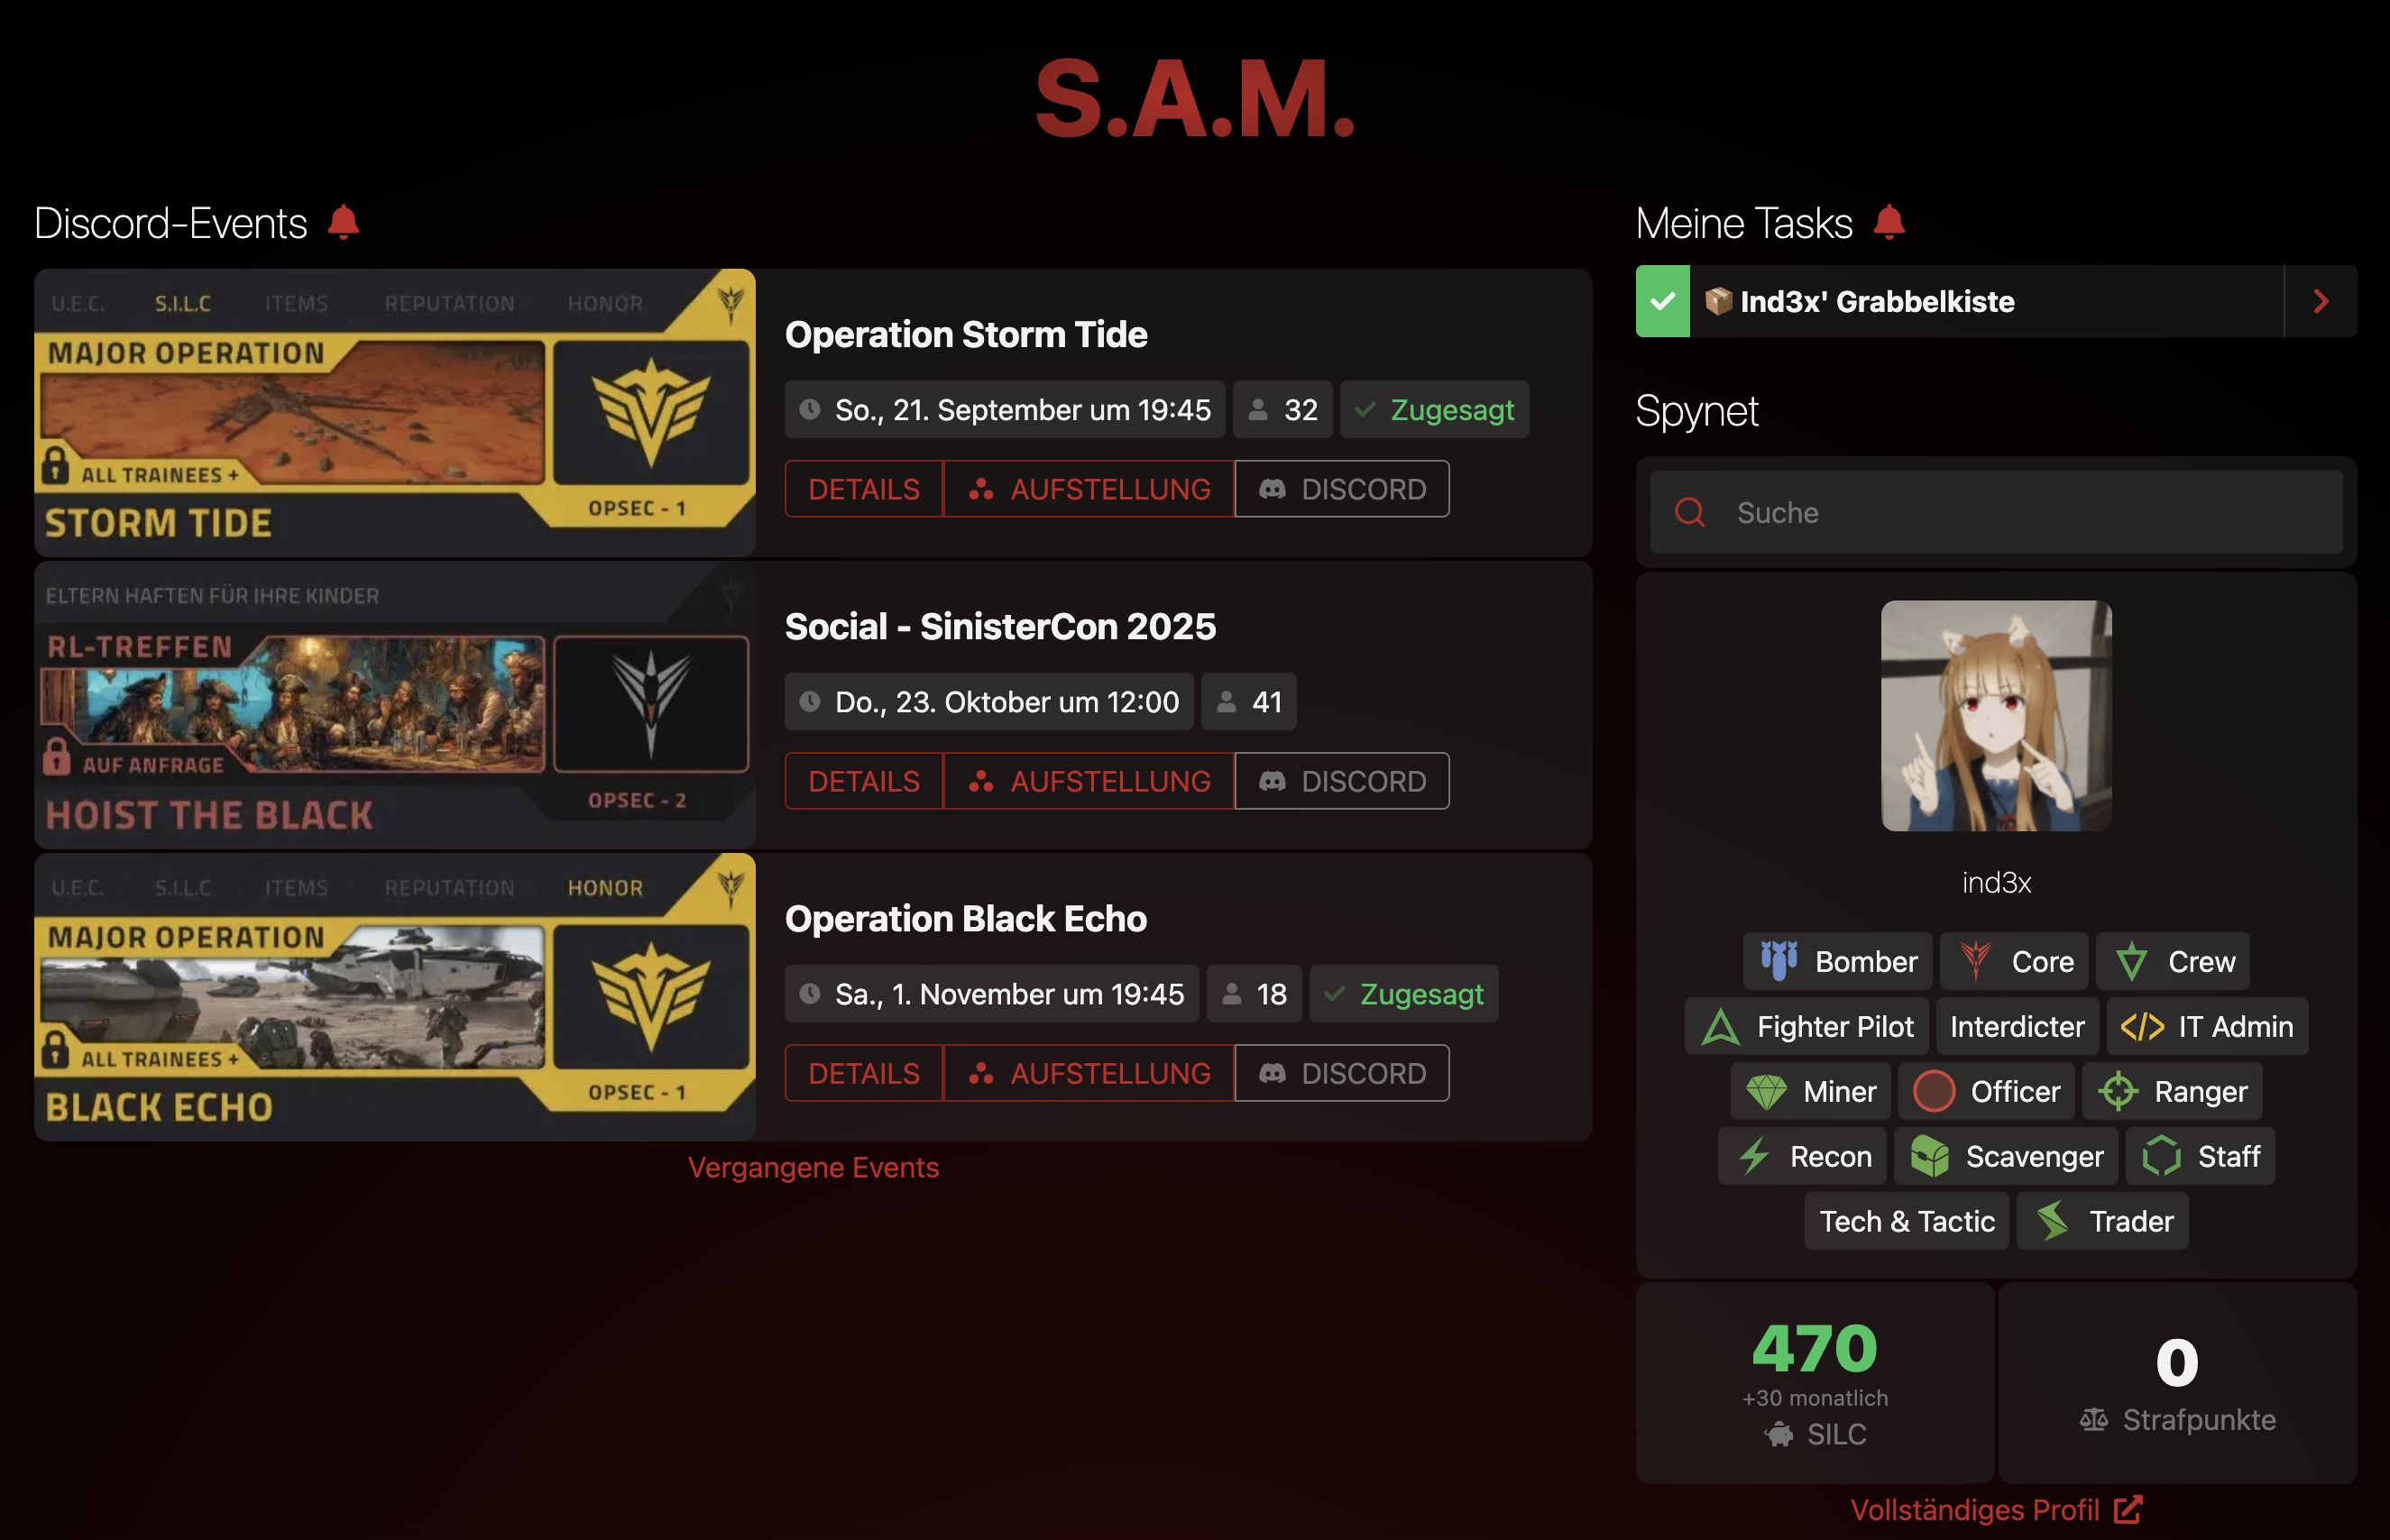 S.A.M.
Discord-Events
U.E.C. S.I.L.C ITEMS REPUTATION HONOR
MAJOR OPERATION
ALL TRAINEES +
OPSEC - 1
STORM TIDE
Operation Storm Tide
So., 21. September um 19:45 32 Zugesagt
DETAILS AUFSTELLUNG DISCORD
ELTERN HAFTEN FÜR IHRE KINDER
RL-TREFFEN
AUF ANFRAGE
OPSEC - 2
HOIST THE BLACK
Social - SinisterCon 2025
Do., 23. Oktober um 12:00 41
DETAILS AUFSTELLUNG DISCORD
U.E.C. S.I.L.C ITEMS REPUTATION HONOR
MAJOR OPERATION
ALL TRAINEES +
OPSEC - 1
BLACK ECHO
Operation Black Echo
Sa., 1. November um 19:45 18 Zugesagt
DETAILS AUFSTELLUNG DISCORD
Vergangene Events
Meine Tasks
Ind3x' Grabbelkiste
Spynet
Suche
ind3x
Bomber Core Crew
Fighter Pilot Interdicter IT Admin
Miner Officer Ranger
Recon Scavenger Staff
Tech & Tactic Trader
470
+30 monatlich
SILC
0
Strafpunkte
Vollständiges Profil